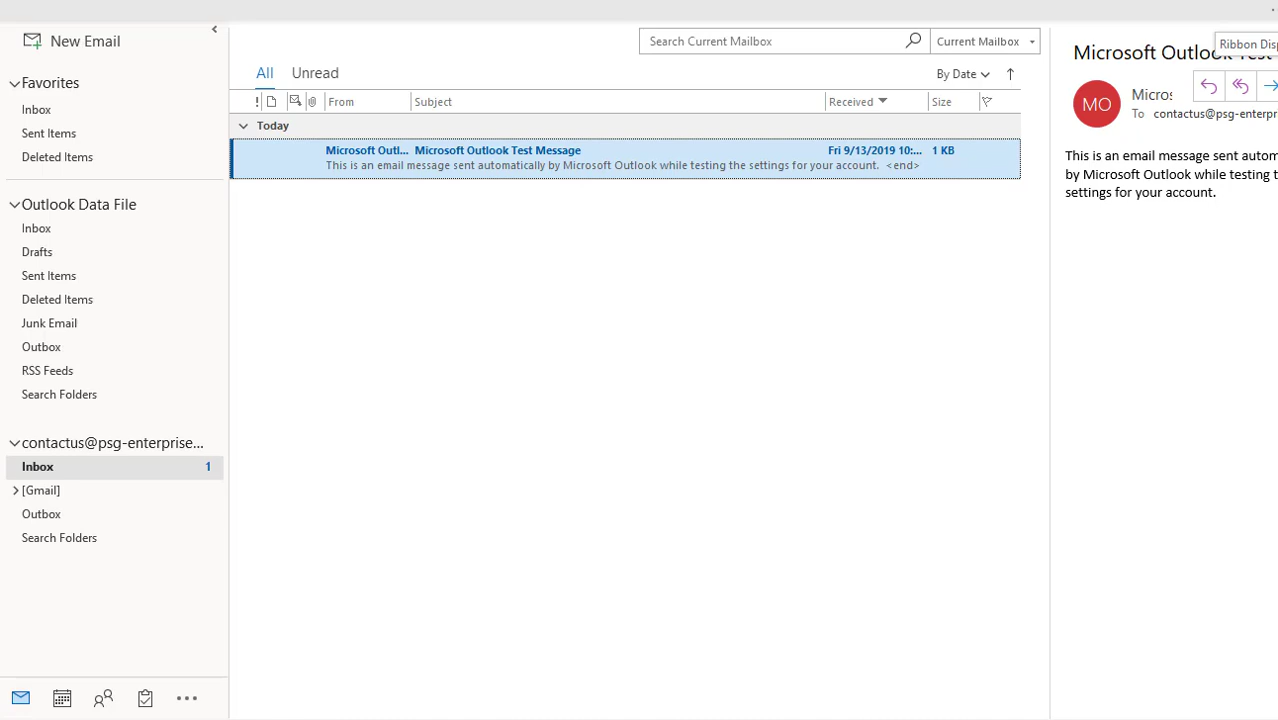 New Email
Favorites
Inbox
Sent Items
Deleted Items
Outlook Data File
Inbox
Drafts
Sent Items
Deleted Items
Junk Email
Outbox
RSS Feeds
Search Folders
contactus@psg-enterprise...
Inbox 1
[Gmail]
Outbox
Search Folders
Search Current Mailbox
Current Mailbox
All Unread
By Date
! From Subject Received Size
Today
Microsoft Outl... Microsoft Outlook Test Message Fri 9/13/2019 10:... 1 KB
This is an email message sent automatically by Microsoft Outlook while testing the settings for your account. <end>
Ribbon Disp
Microsoft Outlook Test
MO
Micros
To contactus@psg-enterpr
This is an email message sent autom
by Microsoft Outlook while testing t
settings for your account.